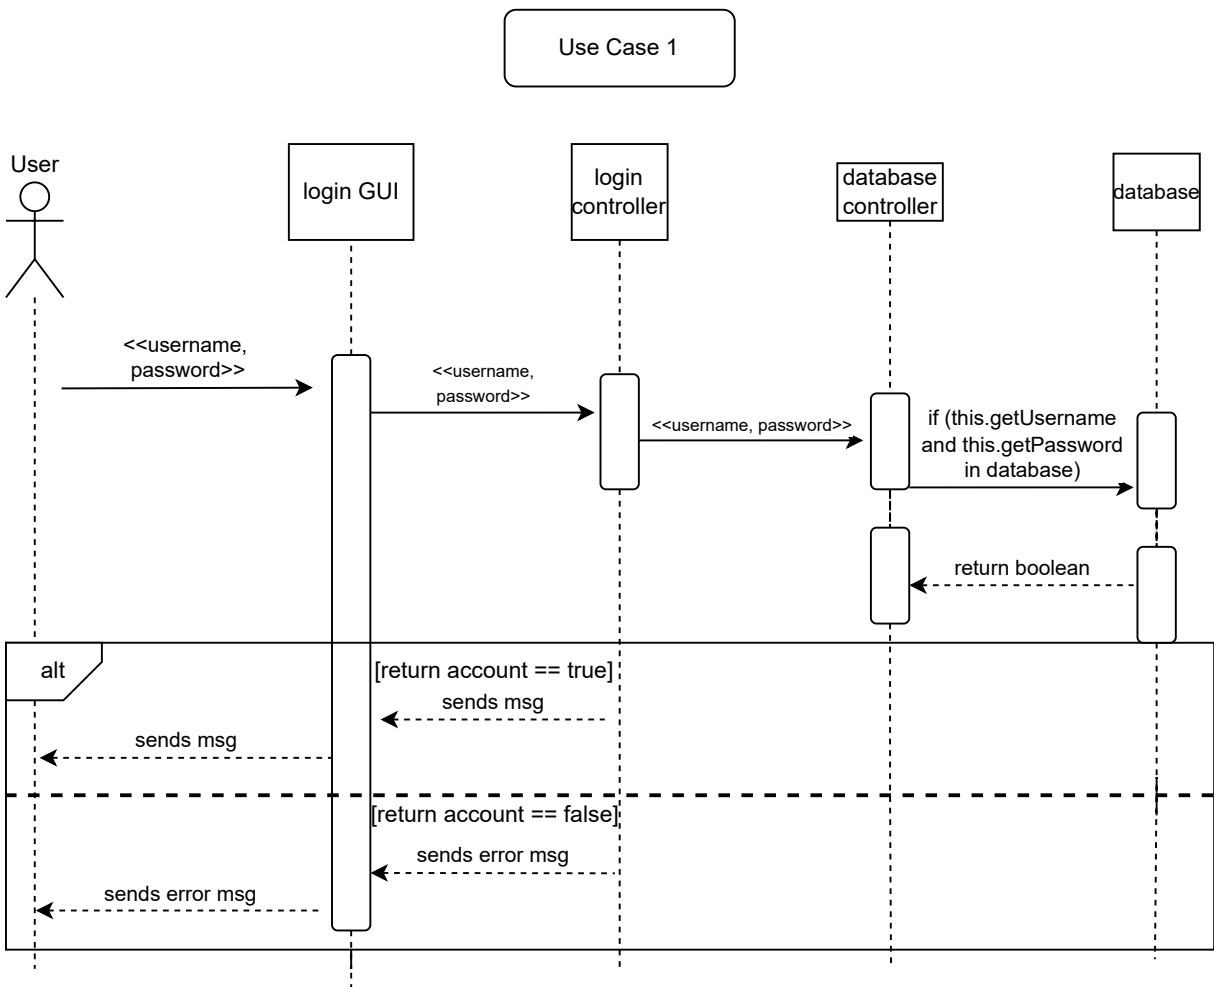 Use Case 1
User
login GUI
login
controller
database
controller
database
<<username,
password>>
<<username,
password>>
<<username, password>>
if (this.getUsername
and this.getPassword
in database)
return boolean
alt
[return account == true]
sends msg
sends msg
[return account == false]
sends error msg
sends error msg